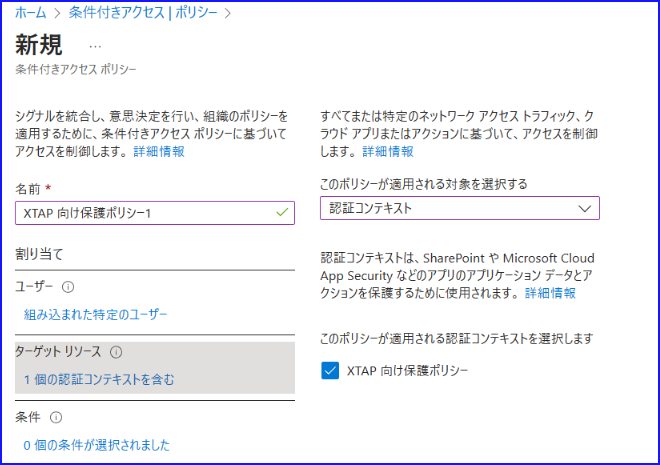 ホーム > 条件付きアクセス | ポリシー >
新規 …
条件付きアクセス ポリシー
シグナルを統合し、意思決定を行い、組織のポリシーを
適用するために、条件付きアクセス ポリシーに基づいて
アクセスを制御します。 詳細情報
名前 *
XTAP 向け保護ポリシー1
割り当て
ユーザー
組み込まれた特定のユーザー
ターゲット リソース
1 個の認証コンテキストを含む
条件
0 個の条件が選択されました
すべてまたは特定のネットワーク アクセス トラフィック、ク
ラウド アプリまたはアクションに基づいて、アクセスを制御
します。 詳細情報
このポリシーが適用される対象を選択する
認証コンテキスト
認証コンテキストは、SharePoint や Microsoft Cloud
App Security などのアプリのアプリケーション データとア
クションを保護するために使用されます。 詳細情報
このポリシーが適用される認証コンテキストを選択します
XTAP 向け保護ポリシー